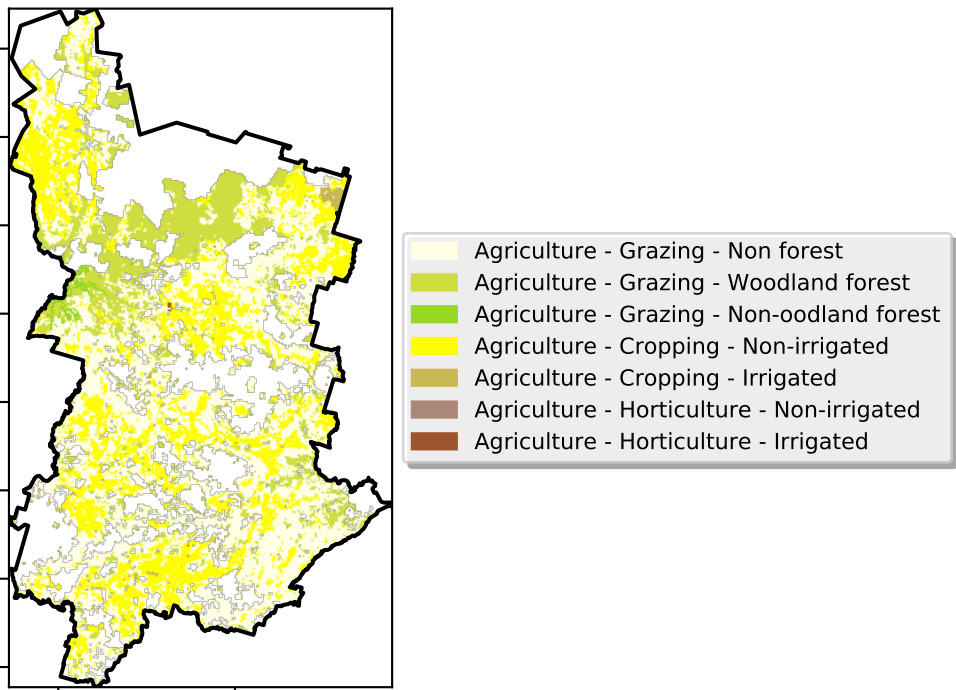 Agriculture - Grazing - Non forest
Agriculture - Grazing - Woodland forest
Agriculture - Grazing - Non-oodland forest
Agriculture - Cropping - Non-irrigated
Agriculture - Cropping - Irrigated
Agriculture - Horticulture - Non-irrigated
Agriculture - Horticulture - Irrigated